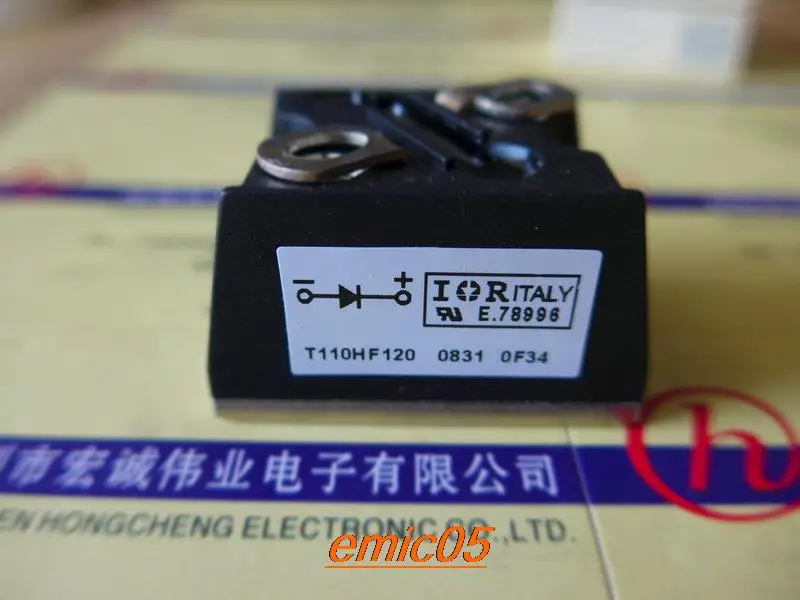 − +
IOR ITALY
E.78996
T110HF120 0831 0F34
市宏诚伟业电子有限公司
h
EN HONGCHENG ELECTRONIC CO.,LTD.
emic05